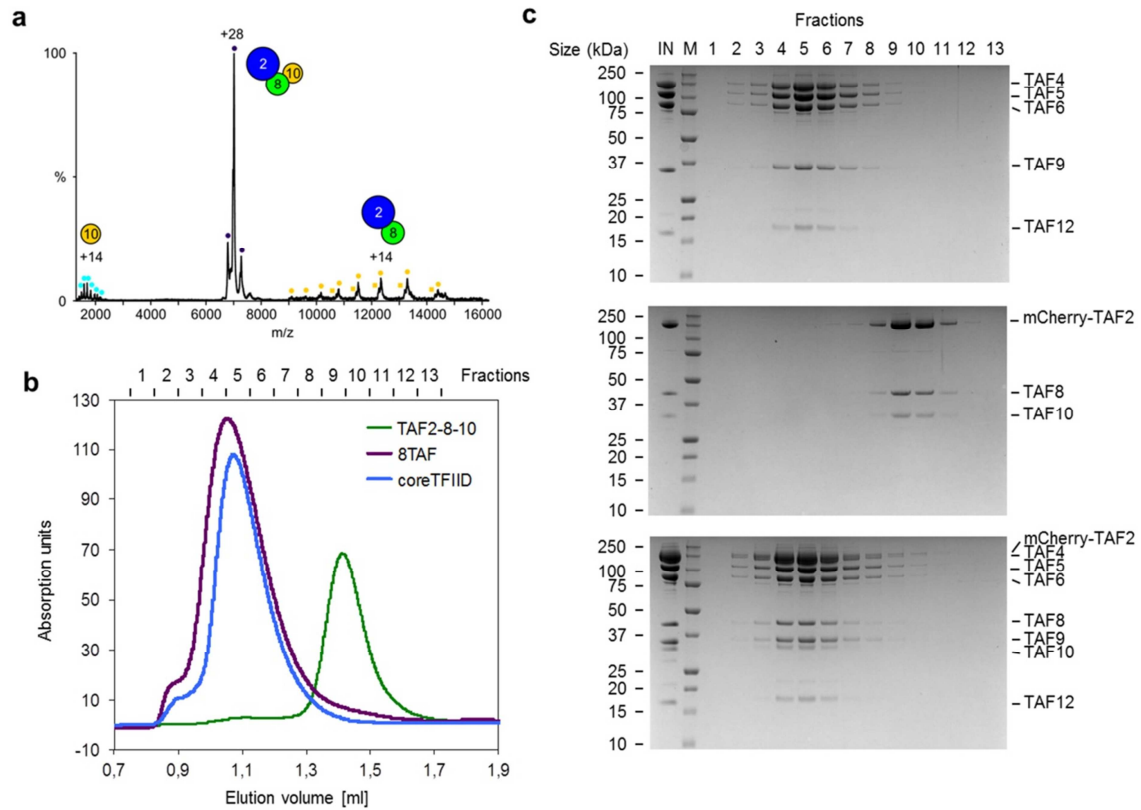 a
+28
100
2
10
8
%
2
10
8
+14
+14
0
2000 4000 6000 8000 10000 12000 14000 16000
m/z
b
1 2 3 4 5 6 7 8 9 10 11 12 13 Fractions
130
110
90
70
50
30
10
-10
Absorption units
TAF2-8-10
8TAF
coreTFIID
0,7 0,9 1,1 1,3 1,5 1,7 1,9
Elution volume [ml]
c
Fractions
Size (kDa) IN M 1 2 3 4 5 6 7 8 9 10 11 12 13
250
100
75
50
37
25
20
15
10
TAF4
TAF5
TAF6
TAF9
TAF12
250
100
75
50
37
25
20
15
10
mCherry-TAF2
TAF8
TAF10
250
100
75
50
37
25
20
15
10
mCherry-TAF2
TAF4
TAF5
TAF6
TAF8
TAF9
TAF10
TAF12